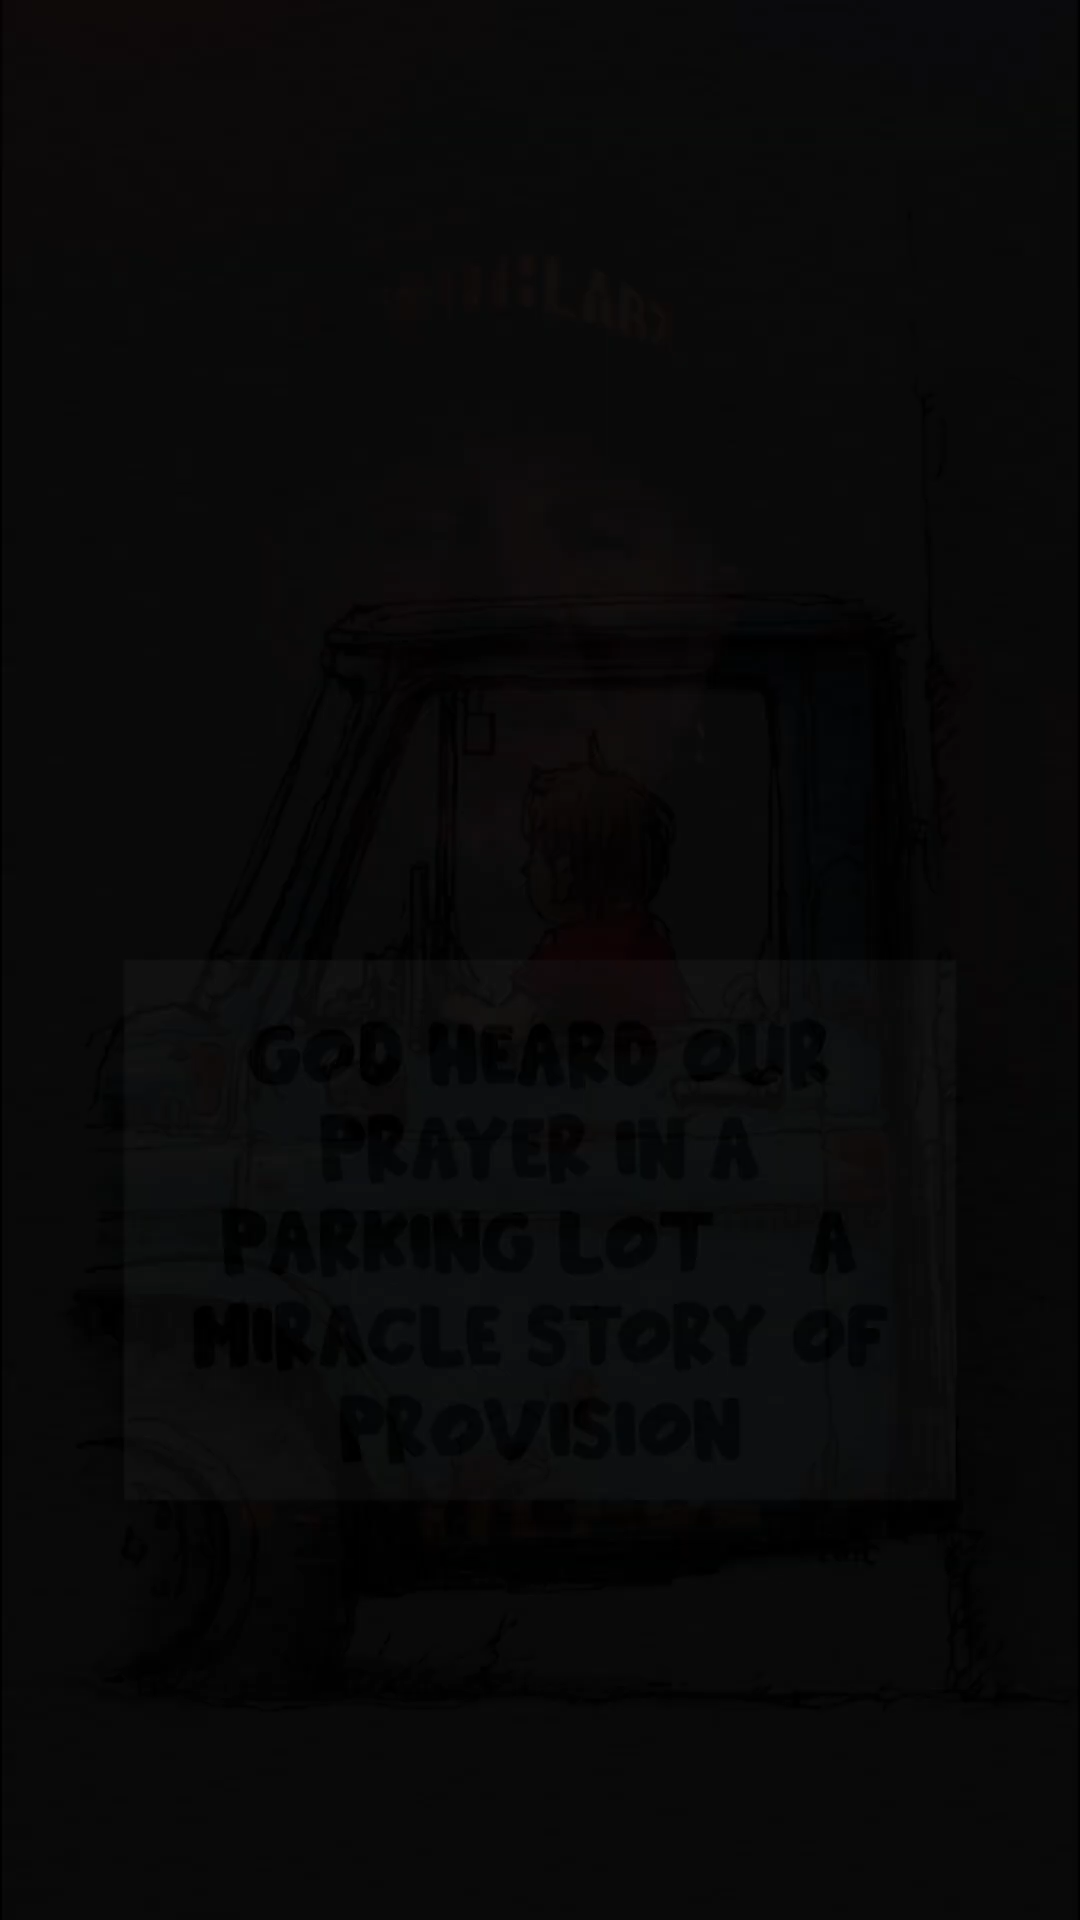 GOD HEARD OUR
PRAYER IN A
PARKING LOT A
MIRACLE STORY OF
PROVISION